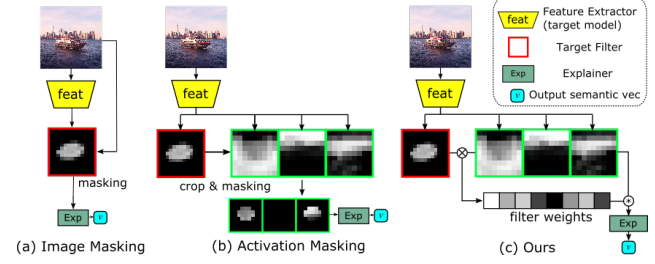 feat
Feature Extractor
(target model)
Target Filter
Exp
Explainer
v
Output semantic vec
feat
feat
feat
masking
crop & masking
filter weights
Exp
v
Exp
v
Exp
v
(a) Image Masking
(b) Activation Masking
(c) Ours